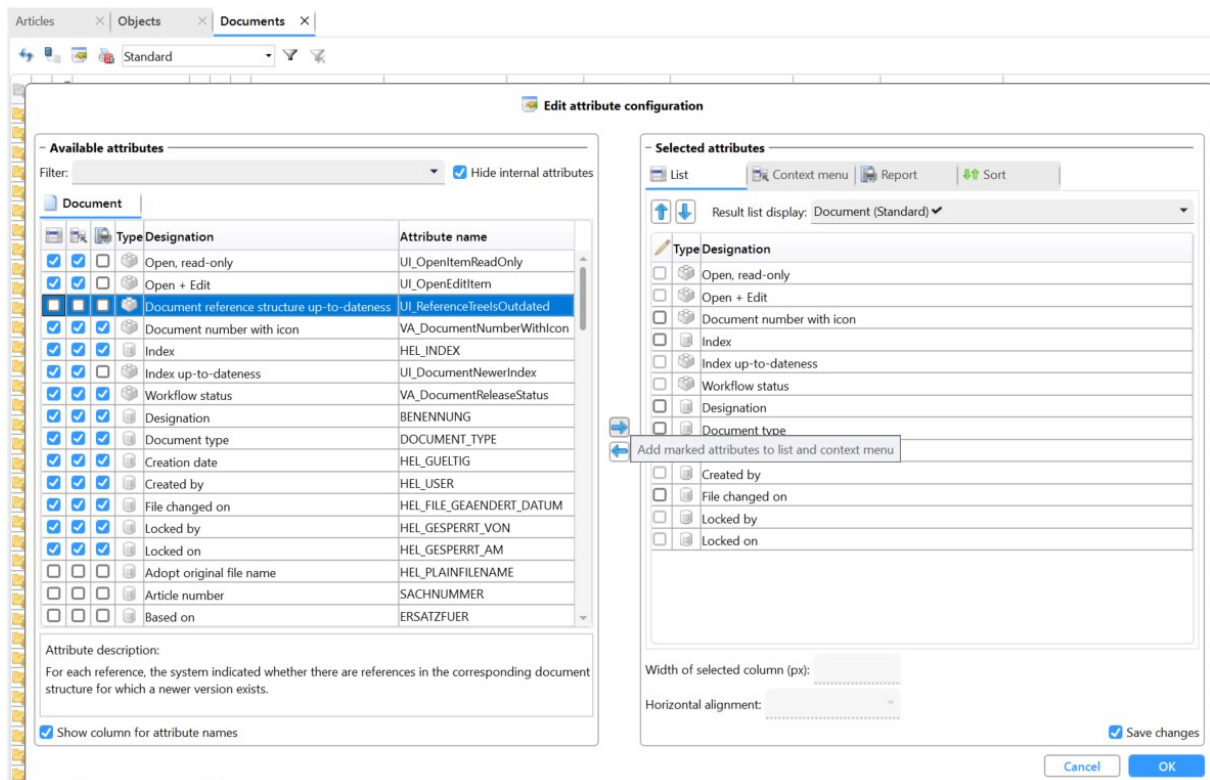 Articles Objects Documents
Standard
Edit attribute configuration
Available attributes
Filter:
Hide internal attributes
Document
Type Designation Attribute name
Open, read-only UI_OpenItemReadOnly
Open + Edit UI_OpenEditItem
Document reference structure up-to-dateness UI_ReferenceTreeIsOutdated
Document number with icon VA_DocumentNumberWithIcon
Index HEL_INDEX
Index up-to-dateness UI_DocumentNewerIndex
Workflow status VA_DocumentReleaseStatus
Designation BENENNUNG
Document type DOCUMENT_TYPE
Creation date HEL_GUELTIG
Created by HEL_USER
File changed on HEL_FILE_GEAENDERT_DATUM
Locked by HEL_GESPERRT_VON
Locked on HEL_GESPERRT_AM
Adopt original file name HEL_PLAINFILENAME
Article number SACHNUMMER
Based on ERSATZFUER
Attribute description:
For each reference, the system indicated whether there are references in the corresponding document
structure for which a newer version exists.
Show column for attribute names
Add marked attributes to list and context menu
Selected attributes
List Context menu Report Sort
Result list display: Document (Standard)
Type Designation
Open, read-only
Open + Edit
Document number with icon
Index
Index up-to-dateness
Workflow status
Designation
Document type
Created by
File changed on
Locked by
Locked on
Width of selected column (px):
Horizontal alignment:
Save changes
Cancel OK